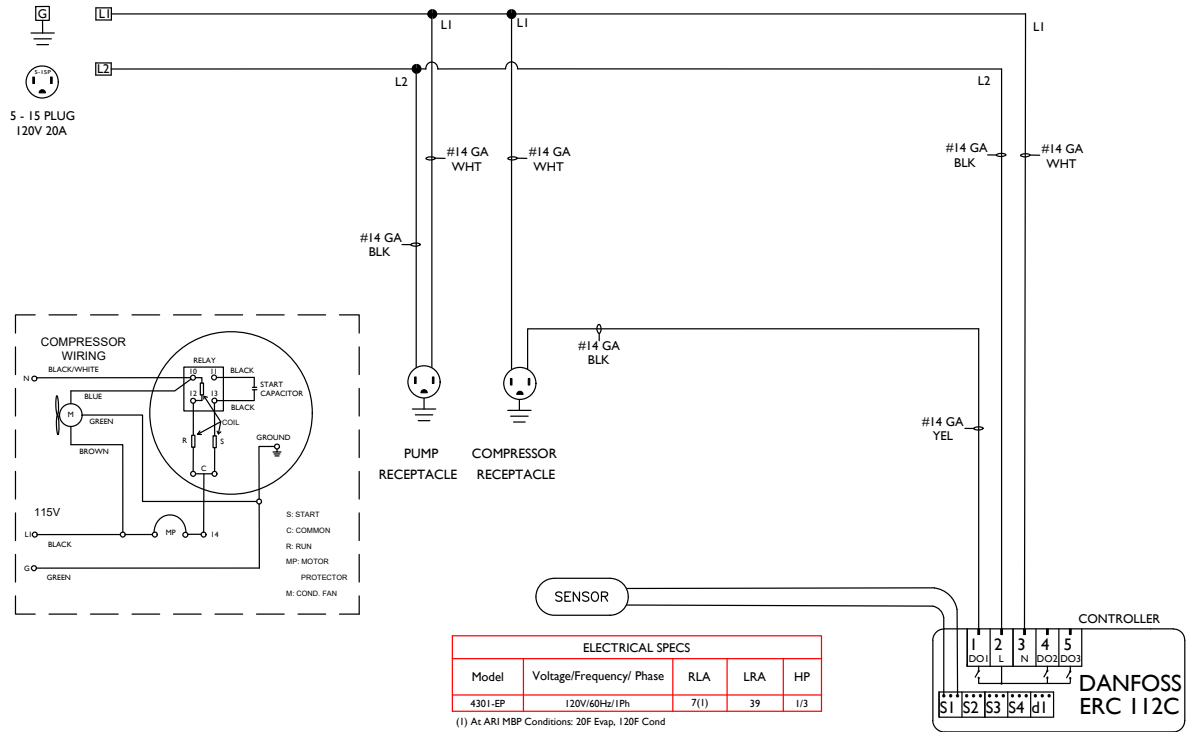 G
L1
L2
5-15P
5 - 15 PLUG
120V 20A
L1
L1
L1
L2
L2
#14 GA
WHT
#14 GA
WHT
#14 GA
BLK
#14 GA
WHT
#14 GA
BLK
#14 GA
BLK
#14 GA
YEL
PUMP
RECEPTACLE
COMPRESSOR
RECEPTACLE
COMPRESSOR
WIRING
BLACK/WHITE
N
BLUE
M
GREEN
BROWN
RELAY
10
11
12
13
BLACK
START
CAPACITOR
BLACK
COIL
R
S
C
GROUND
115V
L1
BLACK
MP
14
G
GREEN
S: START
C: COMMON
R: RUN
MP: MOTOR
PROTECTOR
M: COND. FAN
SENSOR
ELECTRICAL SPECS
Model Voltage/Frequency/ Phase RLA LRA HP
4301-EP 120V/60Hz/1Ph 7(1) 39 1/3
(1) At ARI MBP Conditions: 20F Evap, 120F Cond
CONTROLLER
1 2 3 4 5
DO1 L N DO2 DO3
S1 S2 S3 S4 d1
DANFOSS
ERC 112C